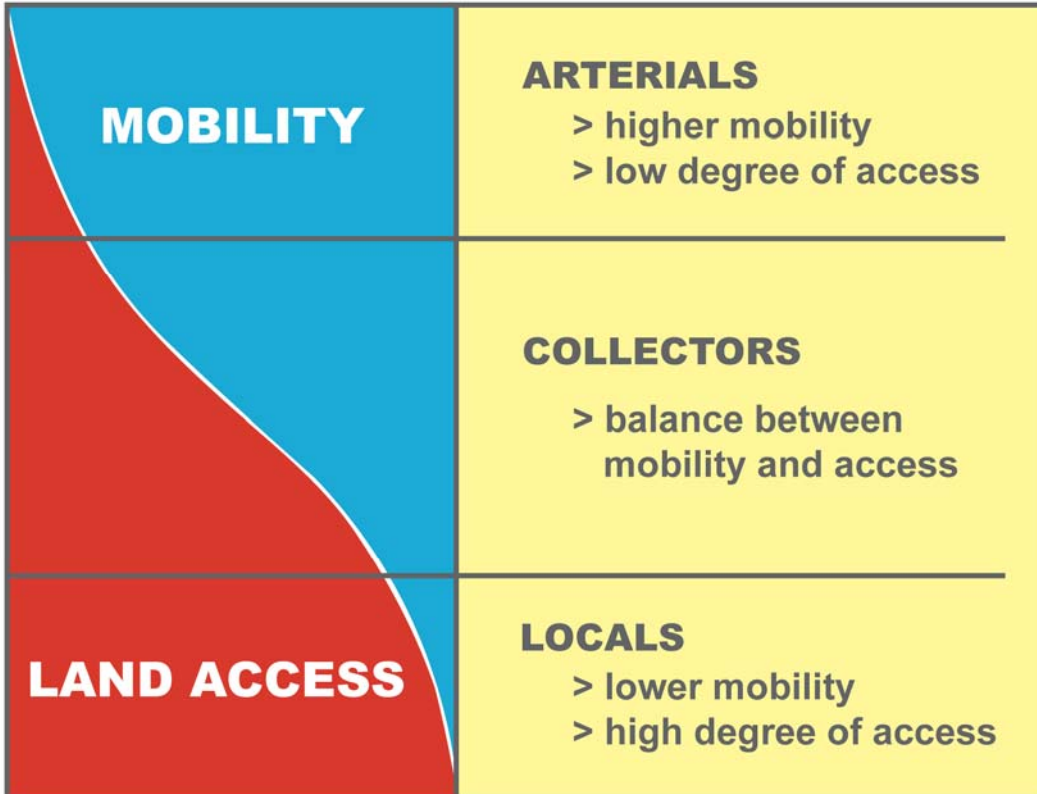 MOBILITY
ARTERIALS
> higher mobility
> low degree of access
COLLECTORS
> balance between
mobility and access
LAND ACCESS
LOCALS
> lower mobility
> high degree of access